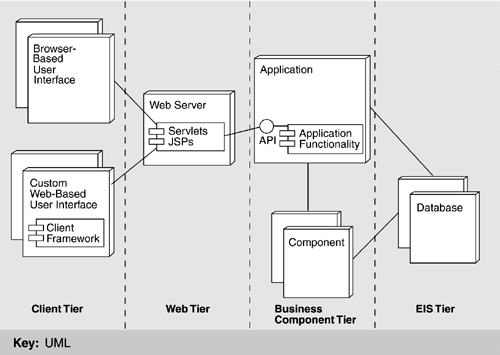 Browser-
Based
User
Interface
Custom
Web-Based
User Interface
Client
Framework
Web Server
Servlets
JSPs
Application
API
Application
Functionality
Component
Database
Client Tier
Web Tier
Business
Component Tier
EIS Tier
Key: UML